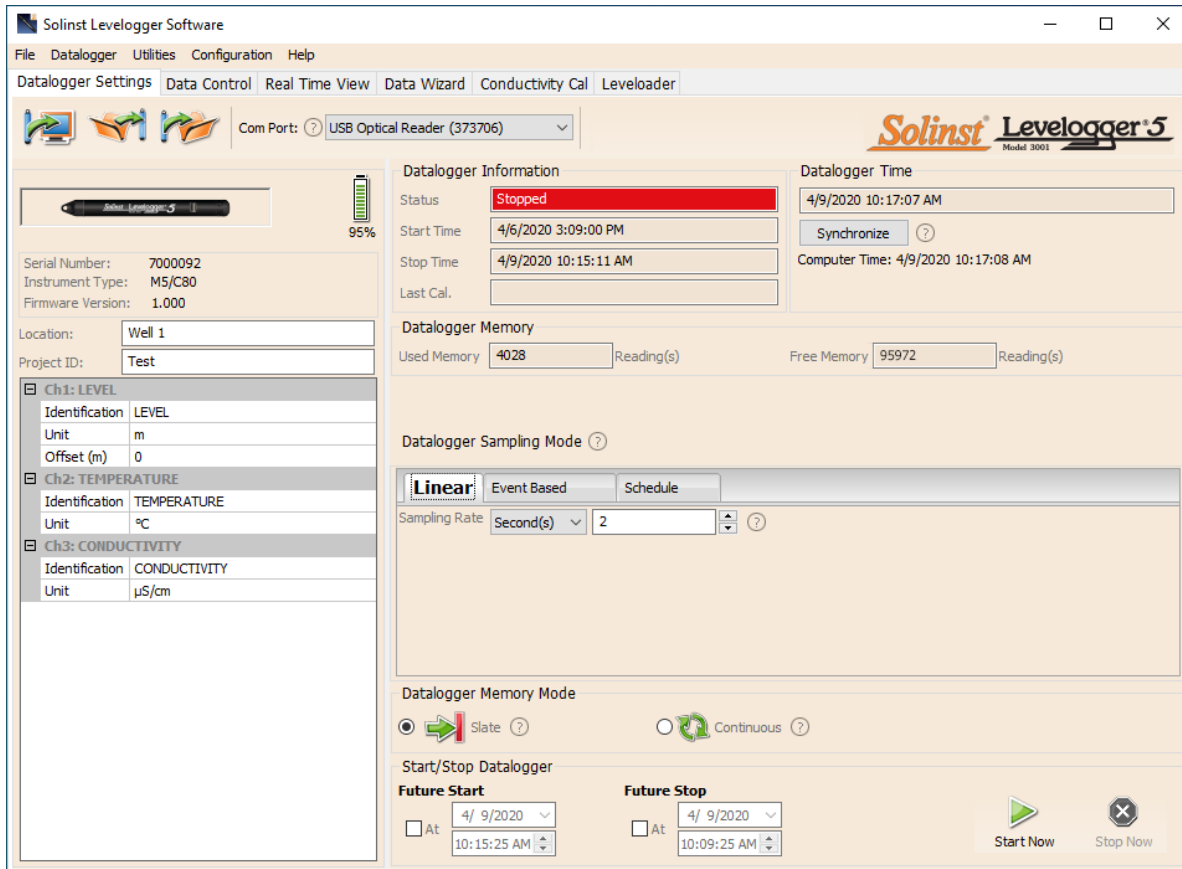 Solinst Levelogger Software
File Datalogger Utilities Configuration Help
Datalogger Settings Data Control Real Time View Data Wizard Conductivity Cal Leveloader
Com Port: ? USB Optical Reader (373706)
Solinst® Levelogger® 5
Model 3001
Solinst Levelogger 5
95%
Serial Number: 7000092
Instrument Type: M5/C80
Firmware Version: 1.000
Location: Well 1
Project ID: Test
Ch1: LEVEL
Identification LEVEL
Unit m
Offset (m) 0
Ch2: TEMPERATURE
Identification TEMPERATURE
Unit ºC
Ch3: CONDUCTIVITY
Identification CONDUCTIVITY
Unit µS/cm
Datalogger Information
Status Stopped
Start Time 4/6/2020 3:09:00 PM
Stop Time 4/9/2020 10:15:11 AM
Last Cal.
Datalogger Time
4/9/2020 10:17:07 AM
Synchronize ?
Computer Time: 4/9/2020 10:17:08 AM
Datalogger Memory
Used Memory 4028 Reading(s) Free Memory 95972 Reading(s)
Datalogger Sampling Mode ?
Linear Event Based Schedule
Sampling Rate Second(s) 2 ?
Datalogger Memory Mode
Slate ? Continuous ?
Start/Stop Datalogger
Future Start Future Stop
At 4/ 9/2020 At 4/ 9/2020
10:15:25 AM 10:09:25 AM
Start Now Stop Now